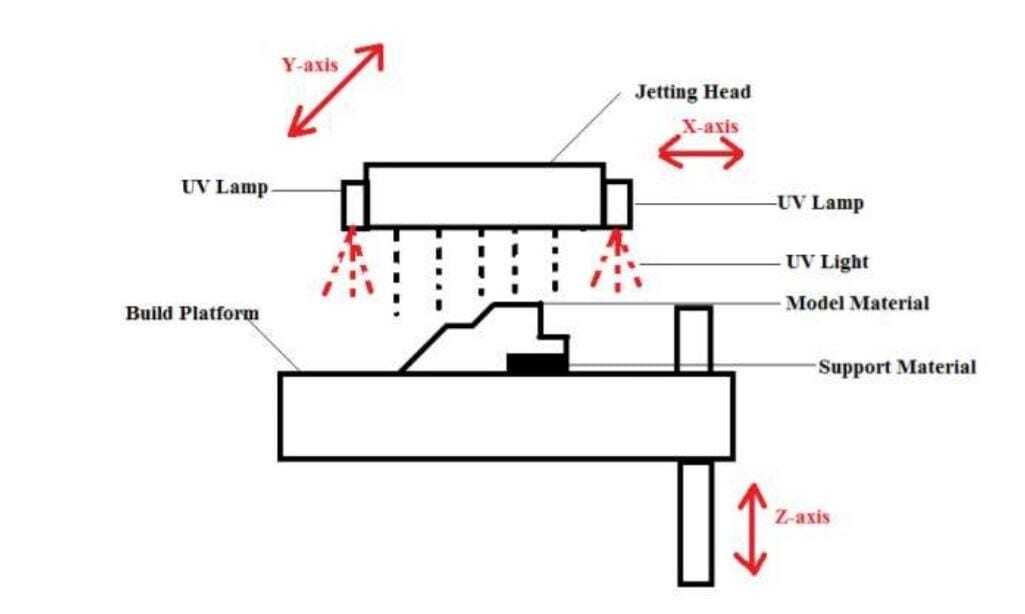 Y-axis
Jetting Head
X-axis
UV Lamp
UV Lamp
UV Light
Model Material
Build Platform
Support Material
Z-axis